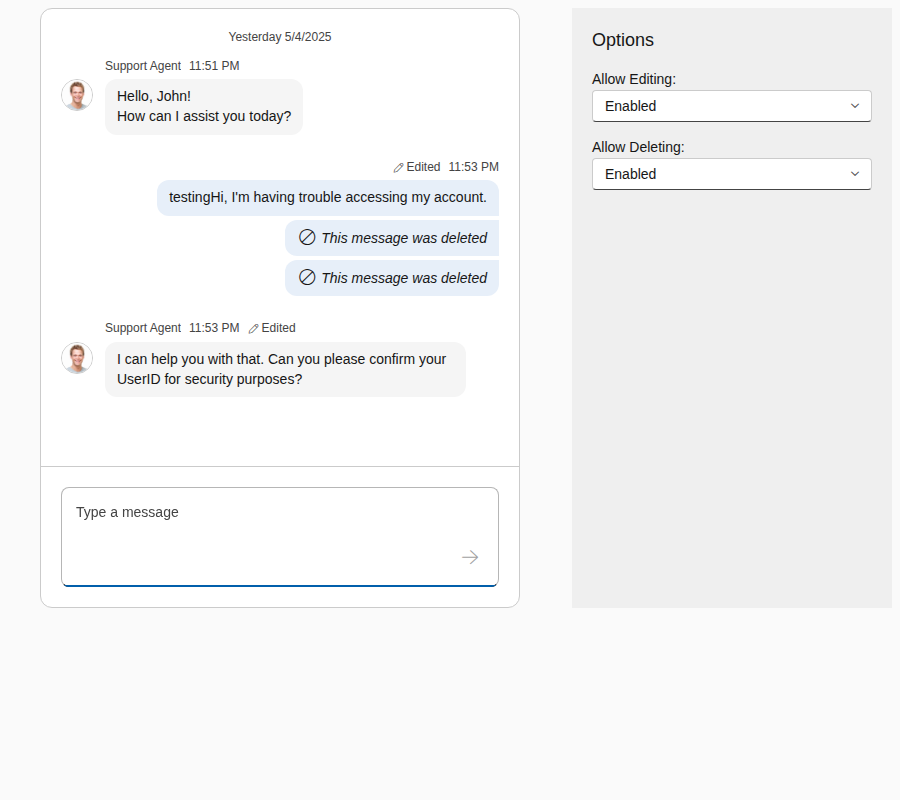 Yesterday 5/4/2025
Support Agent 11:51 PM
Hello, John!
How can I assist you today?
Edited 11:53 PM
testingHi, I'm having trouble accessing my account.
This message was deleted
This message was deleted
Support Agent 11:53 PM Edited
I can help you with that. Can you please confirm your
UserID for security purposes?
Type a message
Options
Allow Editing:
Enabled
Allow Deleting:
Enabled